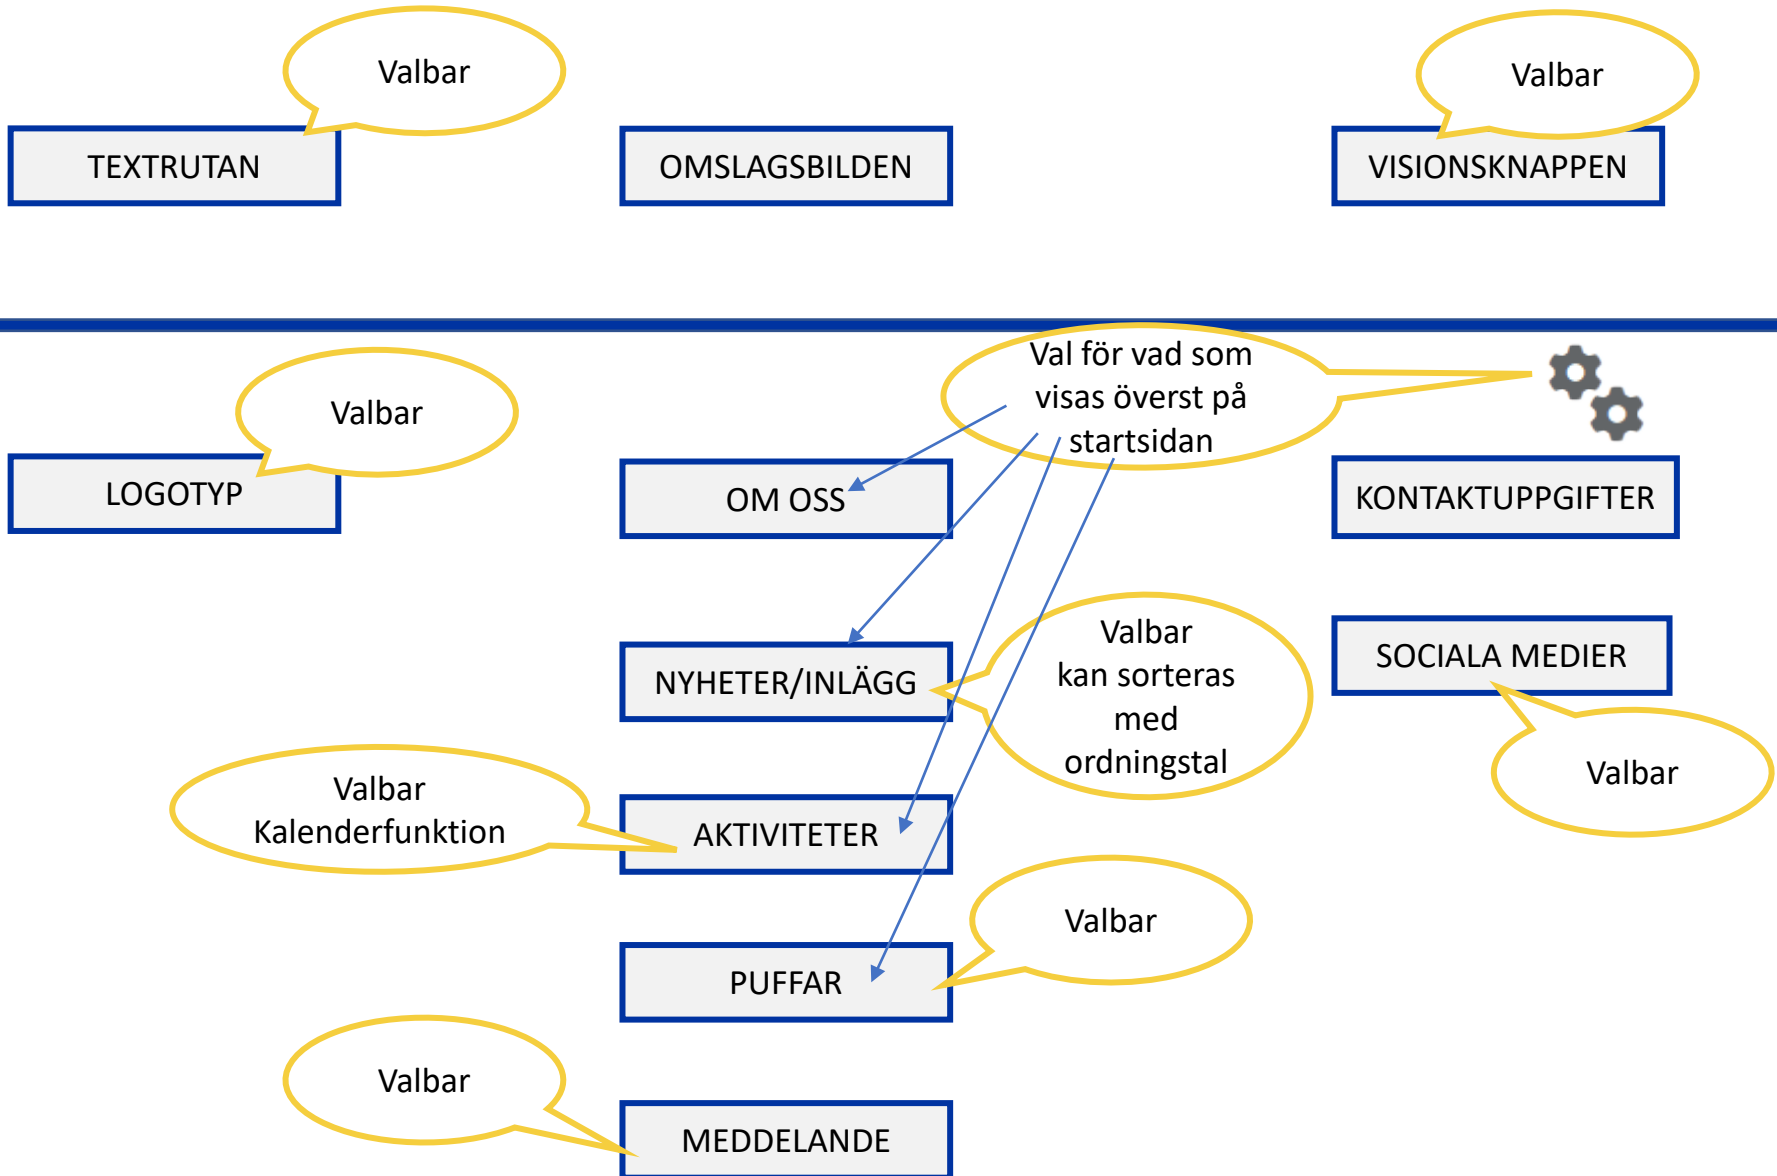 Valbar
Valbar
TEXTRUTAN
OMSLAGSBILDEN
VISIONSKNAPPEN
Val för vad som
visas överst på
startsidan
Valbar
LOGOTYP
OM OSS
KONTAKTUPPGIFTER
Valbar
kan sorteras
med
ordningstal
NYHETER/INLÄGG
SOCIALA MEDIER
Valbar
Valbar
Kalenderfunktion
AKTIVITETER
Valbar
PUFFAR
Valbar
MEDDELANDE